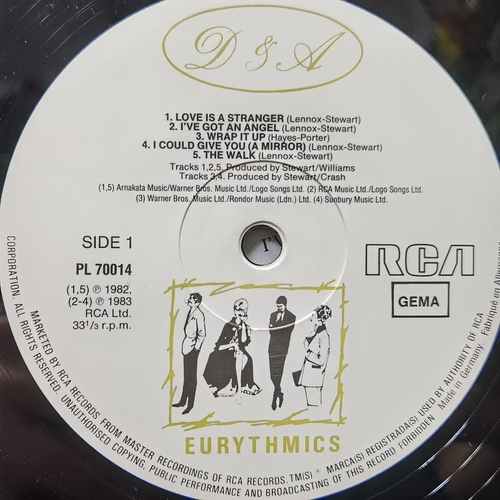 D & A
1. LOVE IS A STRANGER (Lennox-Stewart)
2. I'VE GOT AN ANGEL (Lennox-Stewart)
3. WRAP IT UP (Hayes-Porter)
4. I COULD GIVE YOU (A MIRROR) (Lennox-Stewart)
5. THE WALK (Lennox-Stewart)
Tracks 1,2,5. Produced by Stewart/Williams
Tracks 3,4. Produced by Stewart/Crash
(1,5) Arnakata Music/Warner Bros. Music Ltd./Logo Songs Ltd. (2) RCA Music Ltd./Logo Songs Ltd.
(3) Warner Bros. Music Ltd./Rondor Music (Ldn.) Ltd. (4) Sunbury Music Ltd.
SIDE 1
PL 70014
(1,5) ℗ 1982,
(2-4) ℗ 1983
RCA Ltd.
33⅓ r.p.m.
RCA
GEMA
EURYTHMICS
MARKETED BY RCA RECORDS FROM MASTER RECORDINGS OF RCA RECORDS. TM(S) ® MARCA(S) REGISTRADA(S) USED BY AUTHORITY OF RCA
CORPORATION. ALL RIGHTS RESERVED. UNAUTHORISED COPYING, PUBLIC PERFORMANCE AND BROADCASTING OF THIS RECORD FORBIDDEN.
Made in Germany. Fabriqué en